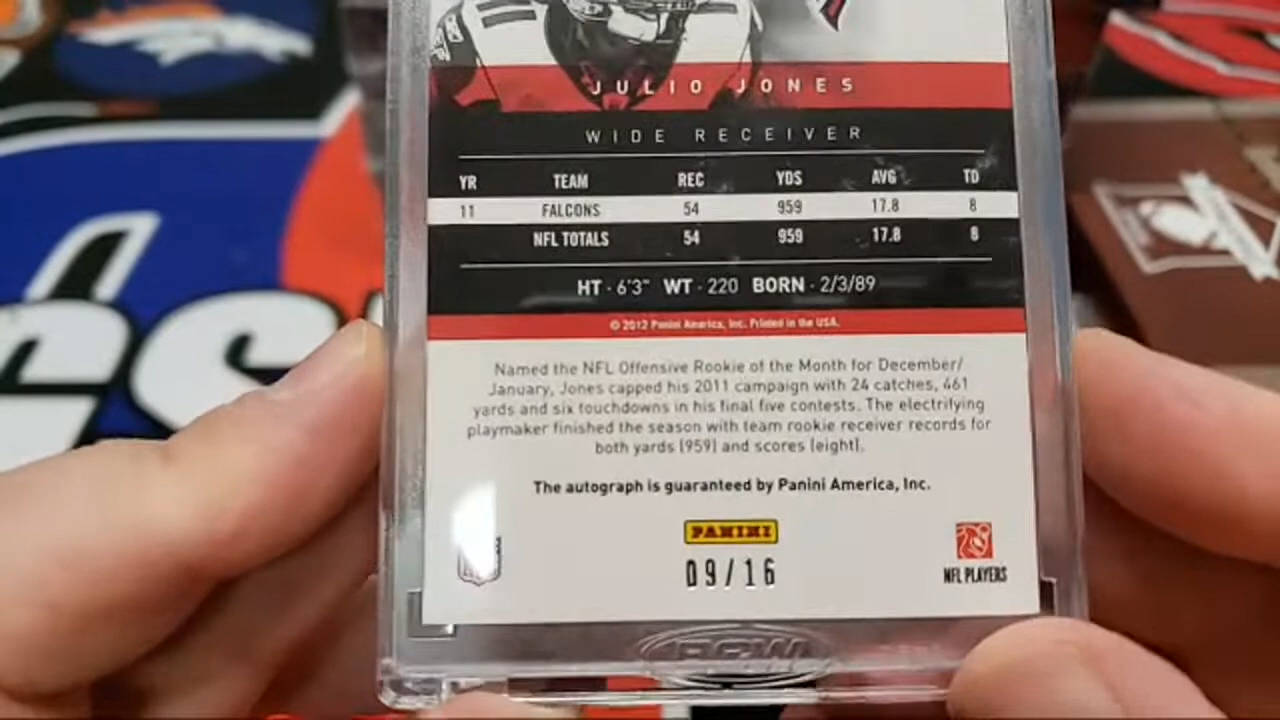 11
JULIO JONES
WIDE RECEIVER
YR TEAM REC YDS AVG TD
11 FALCONS 54 959 17.8 8
NFL TOTALS 54 959 17.8 8
HT · 6'3" WT · 220 BORN · 2/3/89
© 2012 Panini America, Inc. Printed in the USA.
Named the NFL Offensive Rookie of the Month for December/
January, Jones capped his 2011 campaign with 24 catches, 461
yards and six touchdowns in his final five contests. The electrifying
playmaker finished the season with team rookie receiver records for
both yards (959) and scores (eight).
The autograph is guaranteed by Panini America, Inc.
PANINI
09/16
NFL PLAYERS